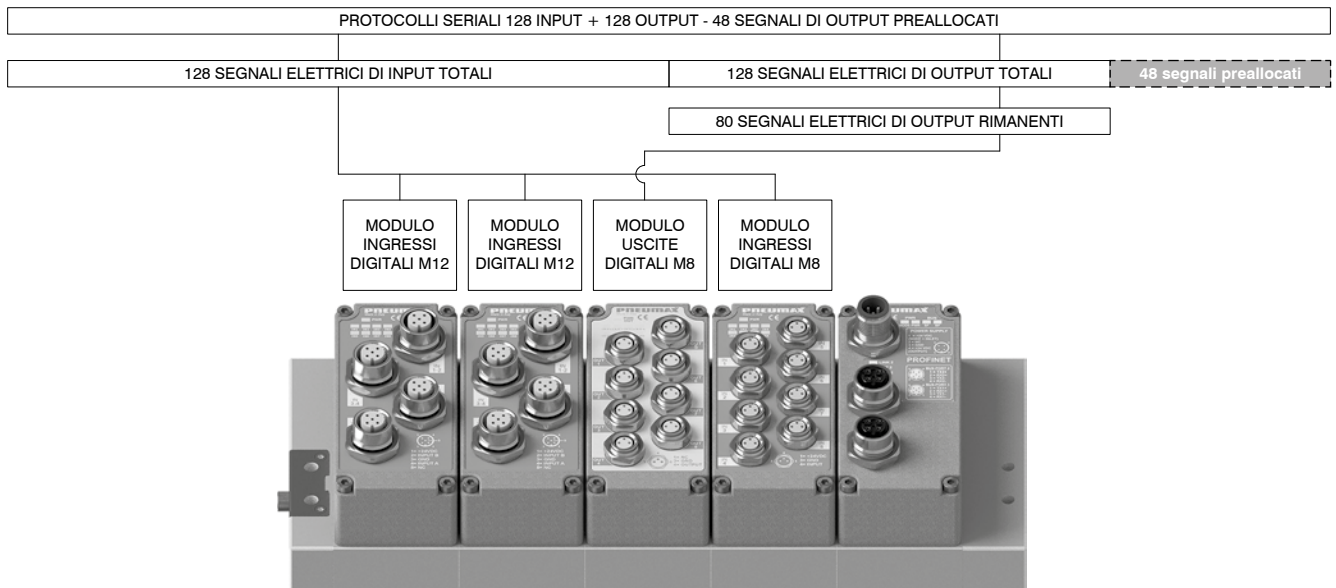 PROTOCOLLI SERIALI 128 INPUT + 128 OUTPUT - 48 SEGNALI DI OUTPUT PREALLOCATI
128 SEGNALI ELETTRICI DI INPUT TOTALI
128 SEGNALI ELETTRICI DI OUTPUT TOTALI
48 segnali preallocati
80 SEGNALI ELETTRICI DI OUTPUT RIMANENTI
MODULO
INGRESSI
DIGITALI M12
MODULO
INGRESSI
DIGITALI M12
MODULO
USCITE
DIGITALI M8
MODULO
INGRESSI
DIGITALI M8
PNEUMAX
PNEUMAX
PNEUMAX
PNEUMAX
POWER SUPPLY
PROFINET